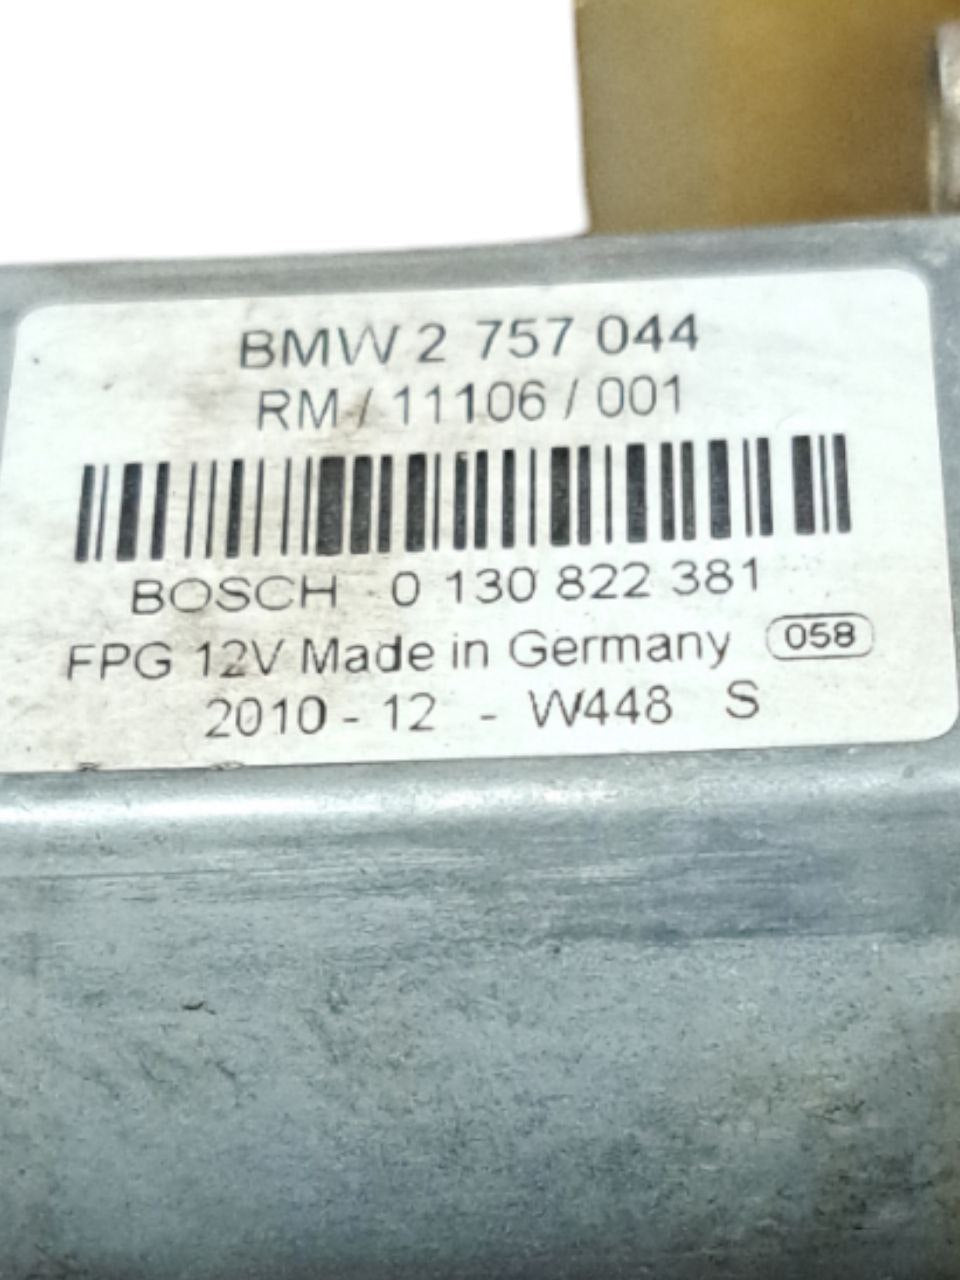 BMW 2 757 044
RM / 11106 / 001
BOSCH 0 130 822 381
FPG 12V Made in Germany 058
2010 - 12 - W448 S